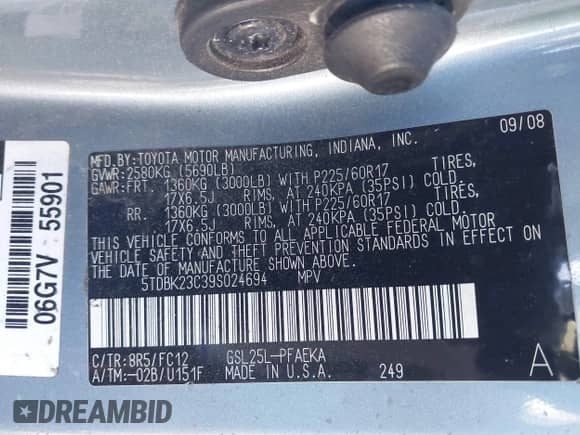 06G7V 55901
09/08
MFD.BY:TOYOTA MOTOR MANUFACTURING, INDIANA, INC.
GVWR:2580KG (5690LB)
GAWR:FRT. 1360KG (3000LB) WITH P225/60R17 TIRES,
17X6.5J RIMS, AT 240KPA (35PSI) COLD.
RR. 1360KG (3000LB) WITH P225/60R17 TIRES,
17X6.5J RIMS, AT 240KPA (35PSI) COLD.
THIS VEHICLE CONFORMS TO ALL APPLICABLE FEDERAL MOTOR
VEHICLE SAFETY AND THEFT PREVENTION STANDARDS IN EFFECT ON
THE DATE OF MANUFACTURE SHOWN ABOVE.
5TDBK23C39S024694 MPV
C/TR:8R5/FC12 GSL25L-PFAEKA
A/TM:-02B/U151F MADE IN U.S.A. 249 A
DREAMBID